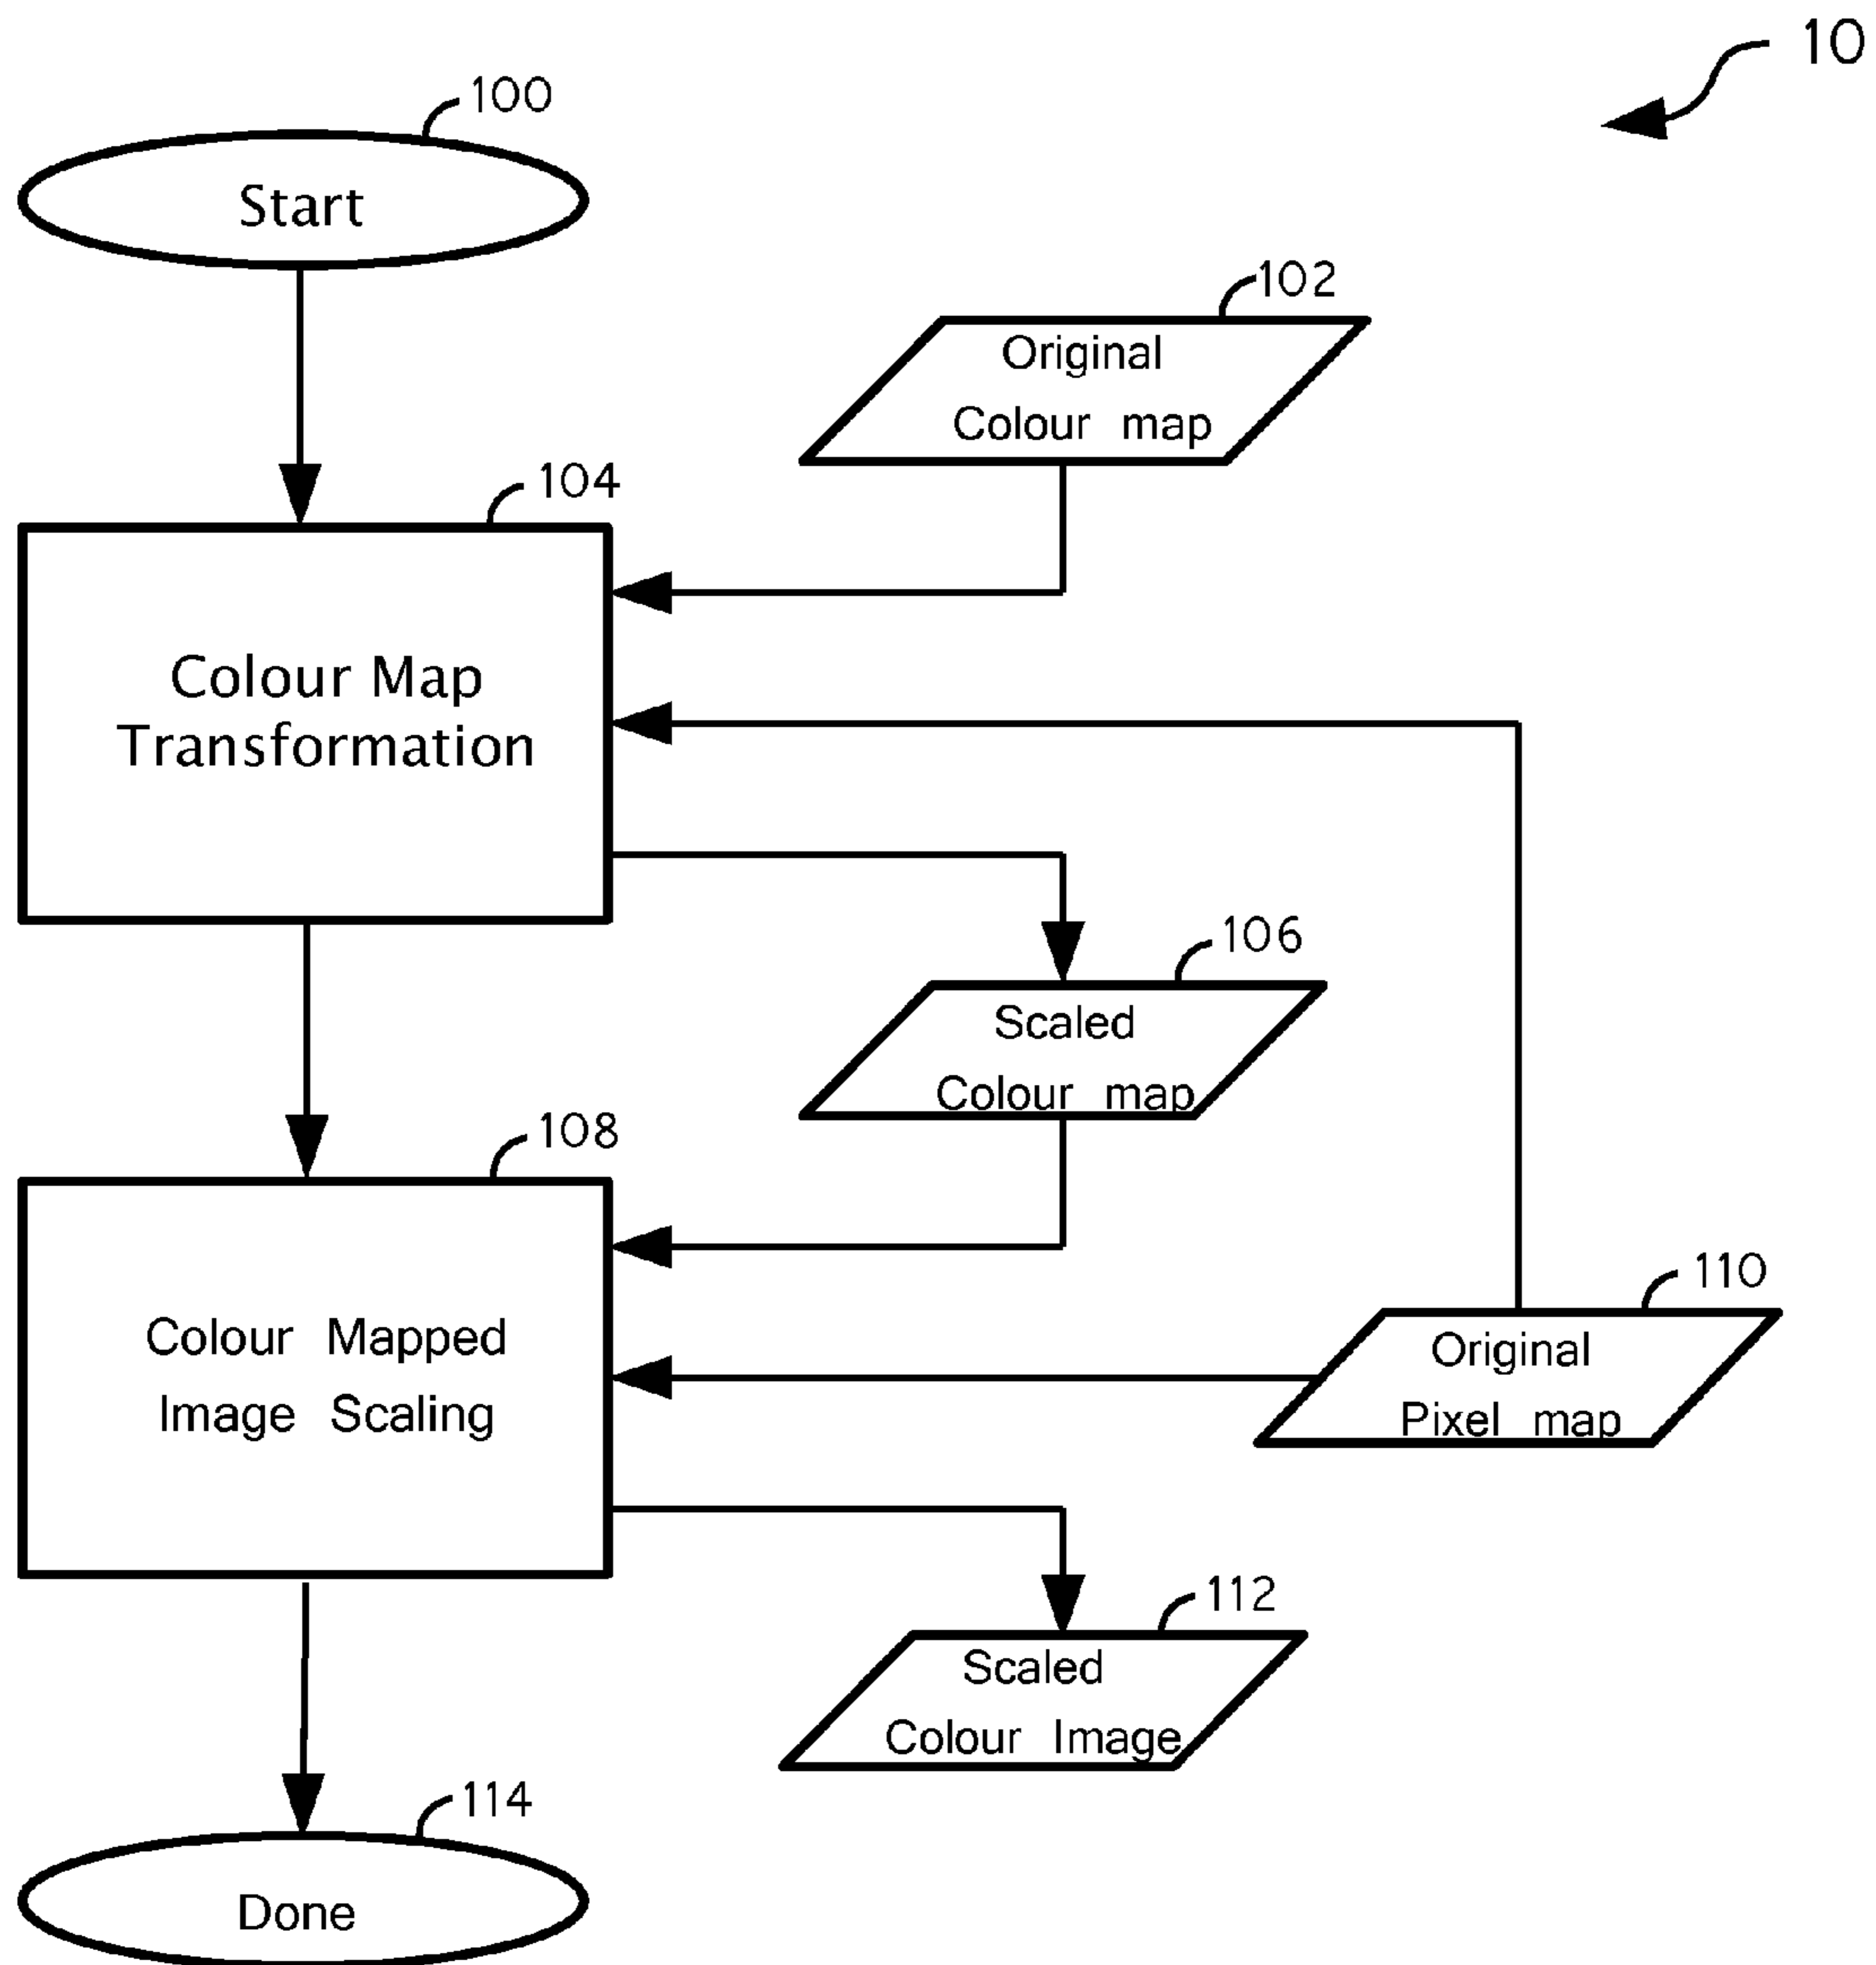 10
100
Start
102
Original
Colour map
104
Colour Map
Transformation
106
Scaled
Colour map
108
Colour Mapped
Image Scaling
110
Original
Pixel map
112
Scaled
Colour Image
114
Done